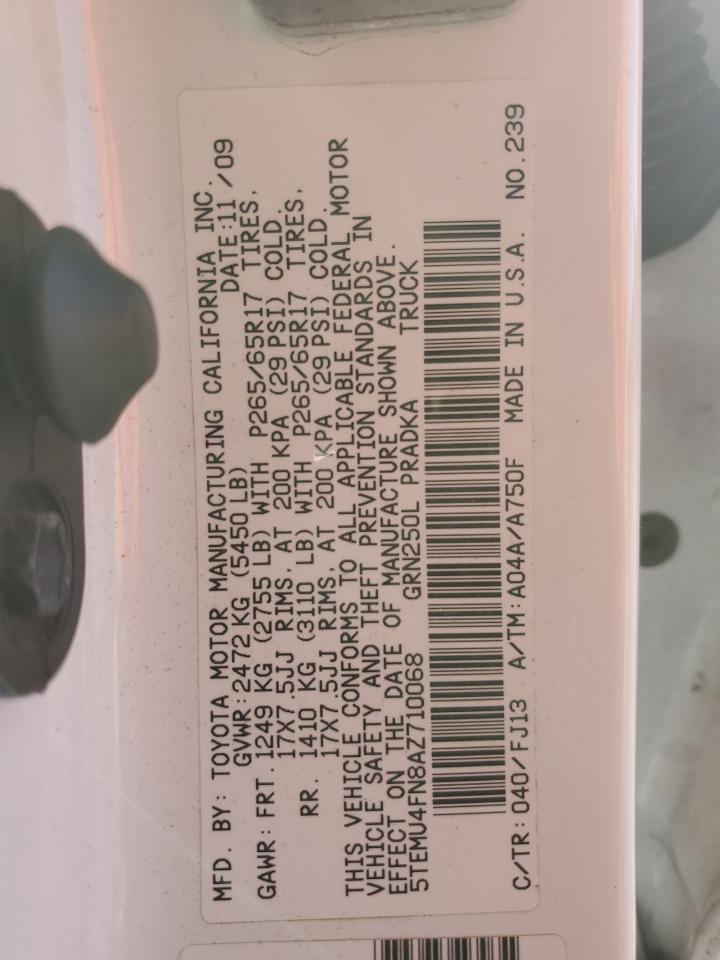 MFD. BY: TOYOTA MOTOR MANUFACTURING CALIFORNIA INC.
GVWR: 2472 KG (5450 LB) DATE: 11 /09
GAWR: FRT. 1249 KG (2755 LB) WITH P265/65R17 TIRES,
17X7.5JJ RIMS, AT 200 KPA (29 PSI) COLD.
RR. 1410 KG (3110 LB) WITH P265/65R17 TIRES,
17X7.5JJ RIMS, AT 200 KPA (29 PSI) COLD.
THIS VEHICLE CONFORMS TO ALL APPLICABLE FEDERAL MOTOR
VEHICLE SAFETY AND THEFT PREVENTION STANDARDS IN
EFFECT ON THE DATE OF MANUFACTURE SHOWN ABOVE.
5TEMU4FN8AZ710068 GRN250L PRADKA TRUCK
C/TR: 040/FJ13 A/TM: A04A/A750F MADE IN U.S.A. NO. 239